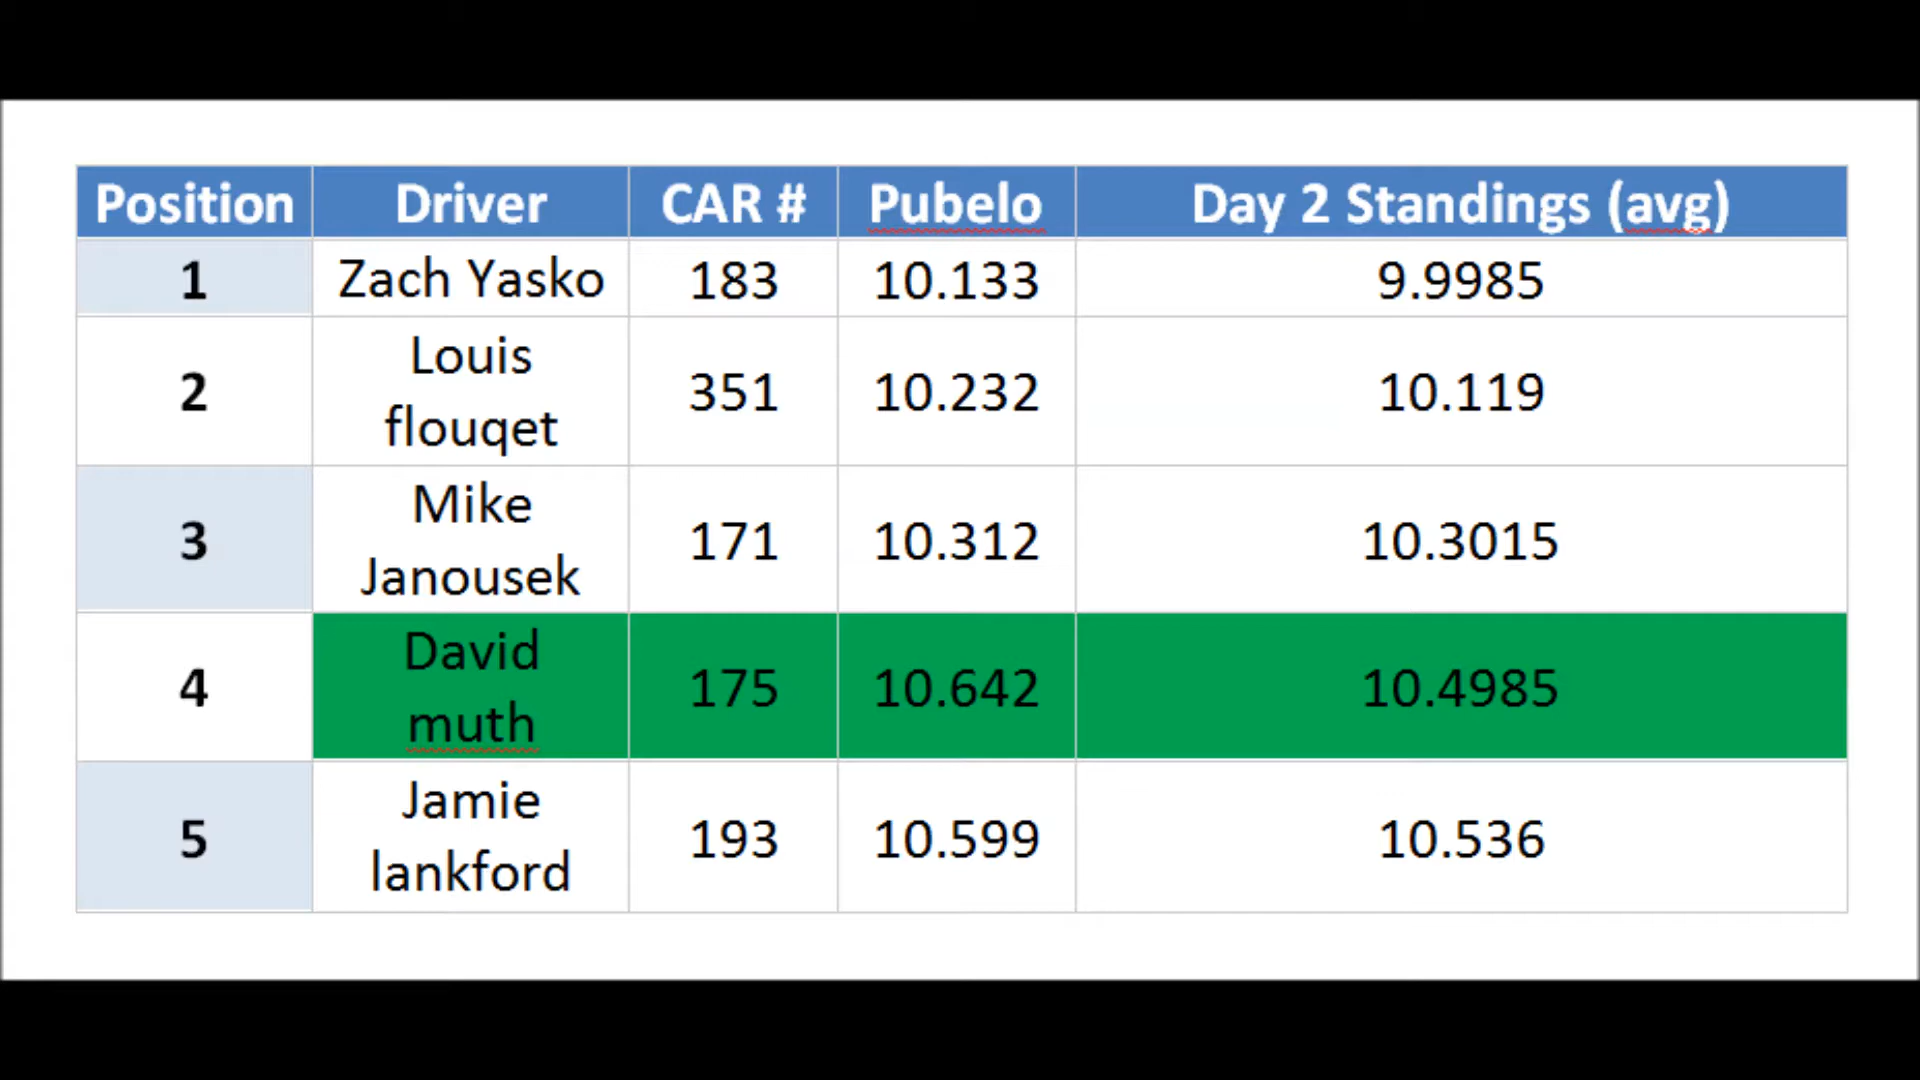 Position Driver CAR # Pubelo Day 2 Standings (avg)
1 Zach Yasko 183 10.133 9.9985
Louis
2 351 10.232 10.119
flouqet
Mike
3 171 10.312 10.3015
Janousek
David
4 175 10.642 10.4985
muth
Jamie
5 193 10.599 10.536
lankford